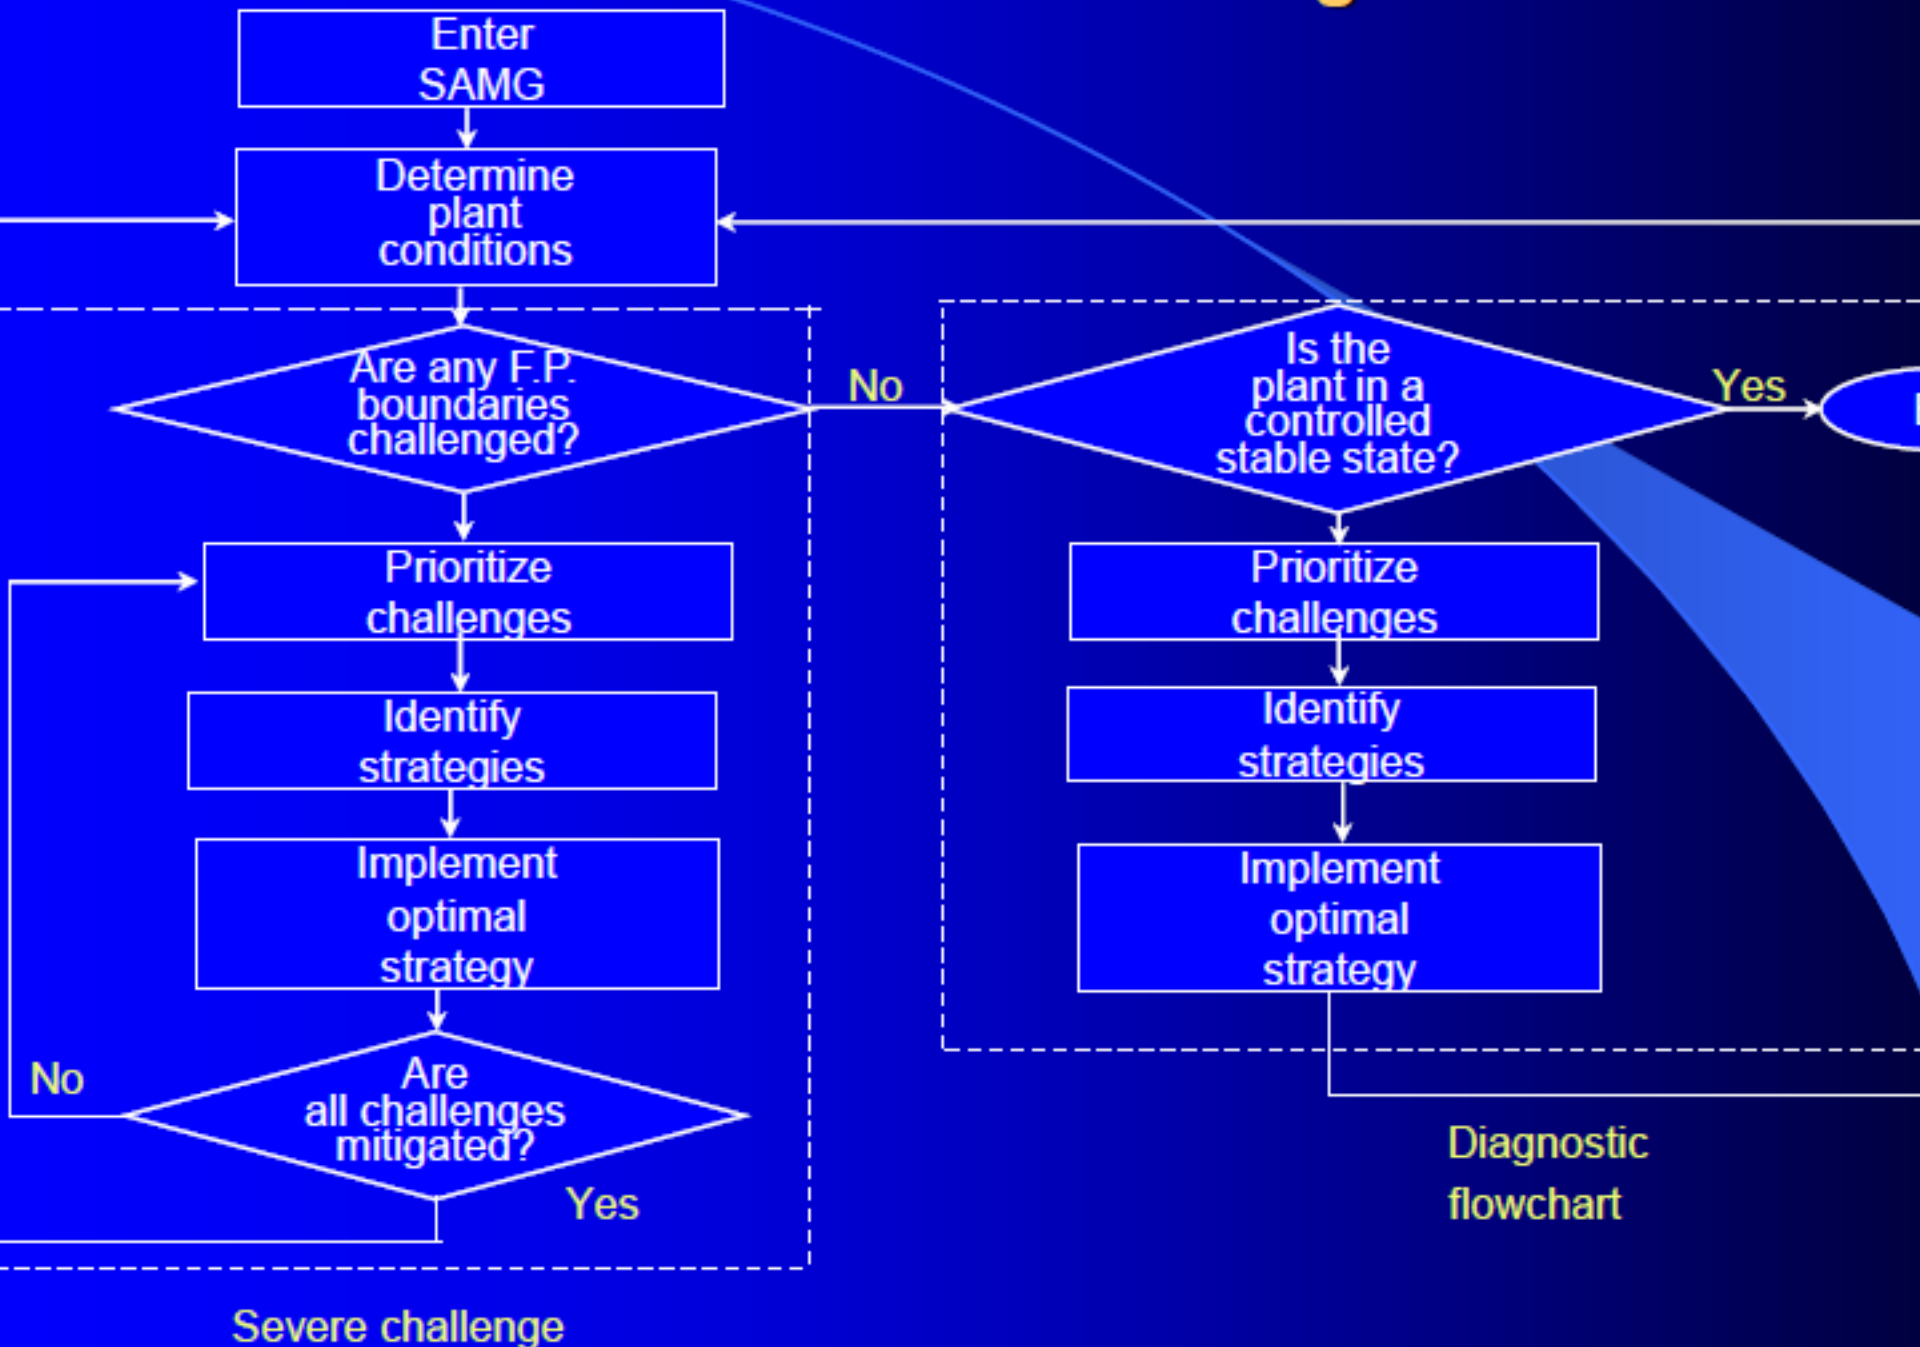 Enter
SAMG
Determine
plant
conditions
Are any F.P.
boundaries
challenged?
No
Is the
plant in a
controlled
stable state?
Yes
Prioritize
challenges
Identify
strategies
Implement
optimal
strategy
Are
all challenges
mitigated?
No
Yes
Severe challenge
Prioritize
challenges
Identify
strategies
Implement
optimal
strategy
Diagnostic
flowchart